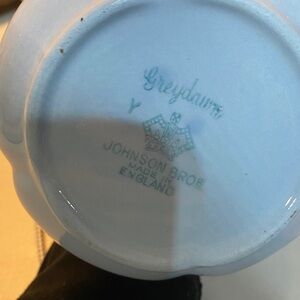 Greydawn
Y
JOHNSON BROS
MADE IN
ENGLAND